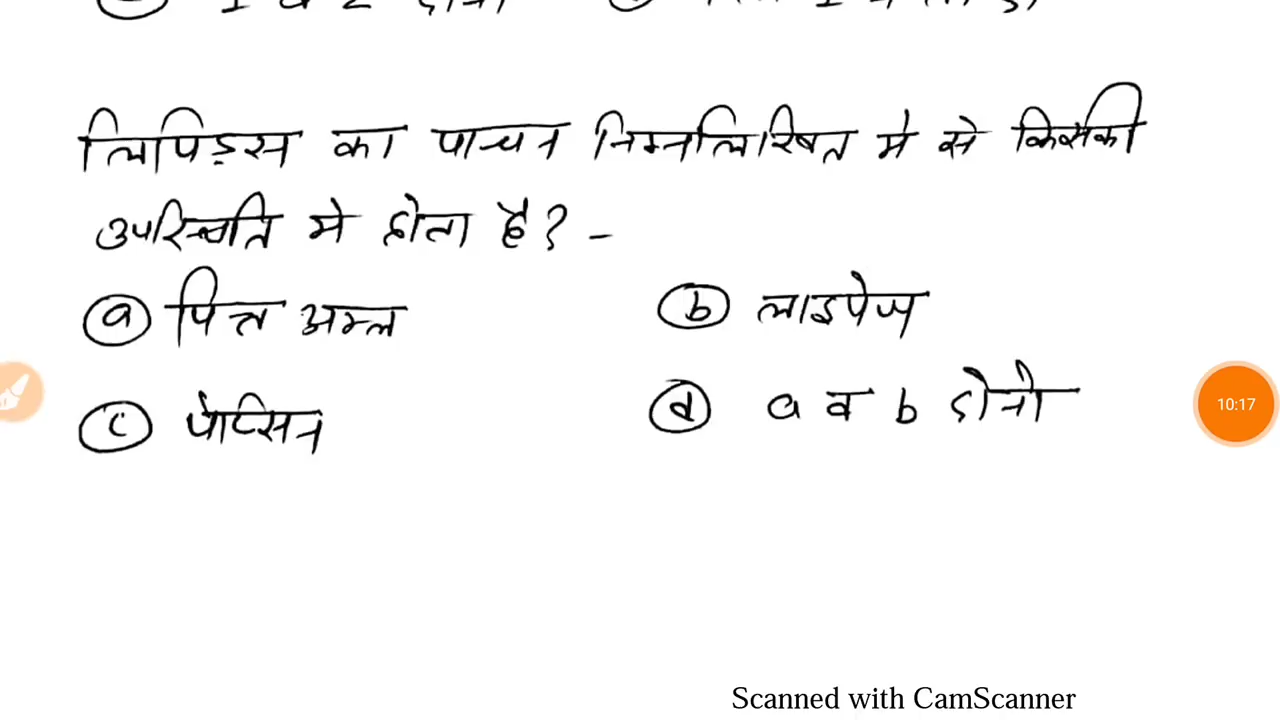 लिपिड्स का पाचन निम्नलिखित मे से किसकी
उपस्थिति मे होता है? -
(a) पित्त अम्ल (b) लाइपेज
(c) पेप्सिन (d) a व b दोनो
10:17
Scanned with CamScanner